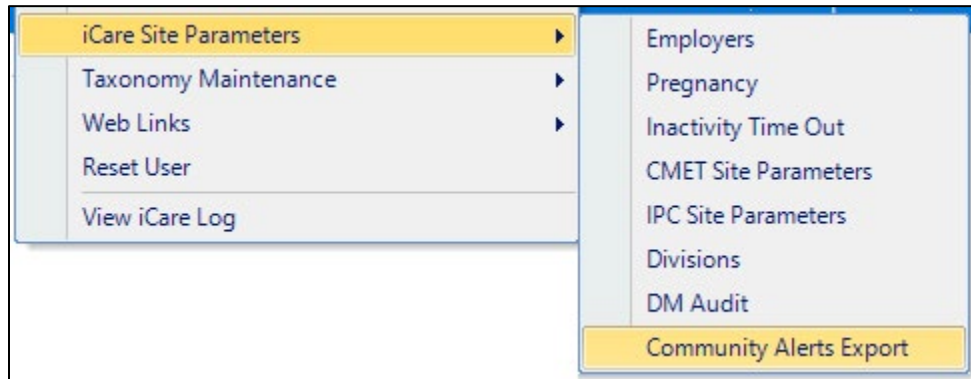 iCare Site Parameters
Taxonomy Maintenance
Web Links
Reset User
View iCare Log
Employers
Pregnancy
Inactivity Time Out
CMET Site Parameters
IPC Site Parameters
Divisions
DM Audit
Community Alerts Export